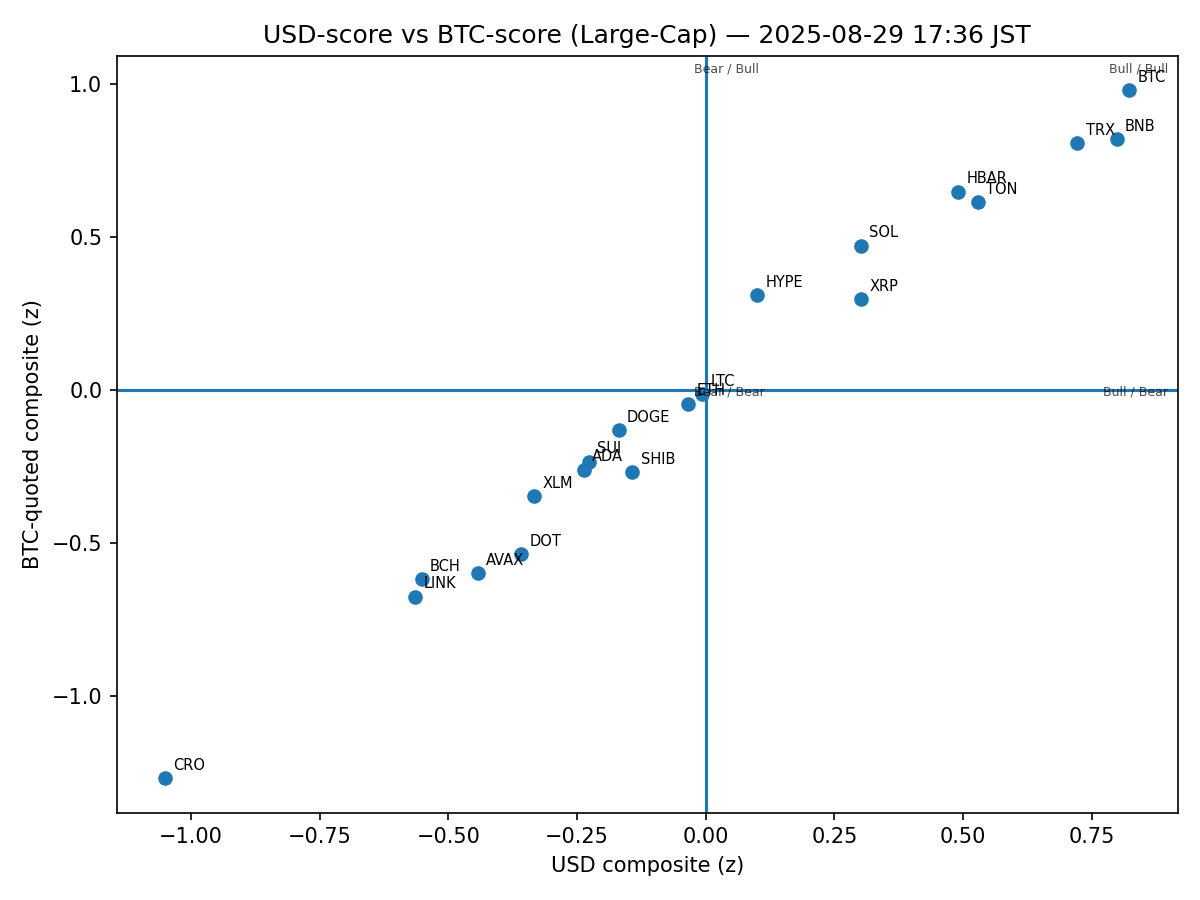 USD-score vs BTC-score (Large-Cap) — 2025-08-29 17:36 JST
Bear / Bull
Bull / Bull
BTC
BNB
TRX
HBAR
TON
SOL
HYPE
XRP
LTC
ETH
Bear / Bear
Bull / Bear
DOGE
SUI
ADA
SHIB
XLM
DOT
AVAX
BCH
LINK
CRO
1.0
0.5
0.0
−0.5
−1.0
BTC-quoted composite (z)
−1.00
−0.75
−0.50
−0.25
0.00
0.25
0.50
0.75
USD composite (z)